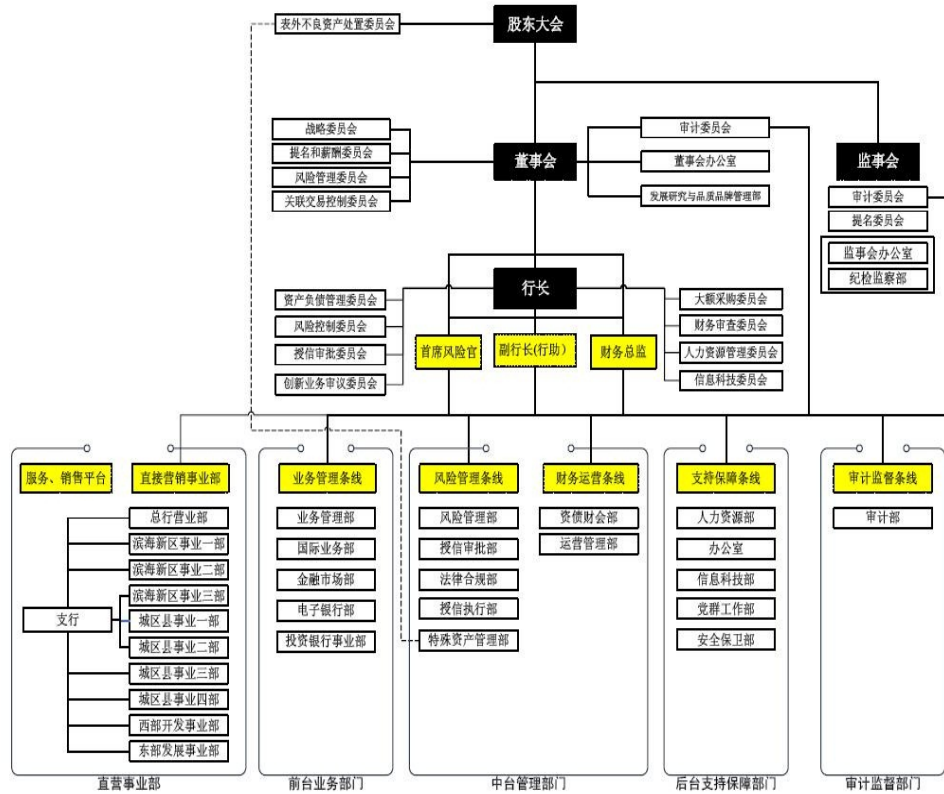 表外不良资产处置委员会
股东大会
战略委员会
提名和薪酬委员会
风险管理委员会
关联交易控制委员会
董事会
审计委员会
董事会办公室
发展研究与品质品牌管理部
监事会
审计委员会
提名委员会
监事会办公室
纪检监察部
行长
资产负债管理委员会
风险控制委员会
授信审批委员会
创新业务审议委员会
首席风险官
副行长(行助)
财务总监
大额采购委员会
财务审查委员会
人力资源管理委员会
信息科技委员会
服务、销售平台
直接营销事业部
支行
总行营业部
滨海新区事业一部
滨海新区事业二部
滨海新区事业三部
城区县事业一部
城区县事业二部
城区县事业三部
城区县事业四部
西部开发事业部
东部发展事业部
直营事业部
业务管理条线
业务管理部
国际业务部
金融市场部
电子银行部
投资银行事业部
前台业务部门
风险管理条线
风险管理部
授信审批部
法律合规部
授信执行部
特殊资产管理部
财务运营条线
资债财会部
运营管理部
中台管理部门
支持保障条线
人力资源部
办公室
信息科技部
党群工作部
安全保卫部
后台支持保障部门
审计监督条线
审计部
审计监督部门